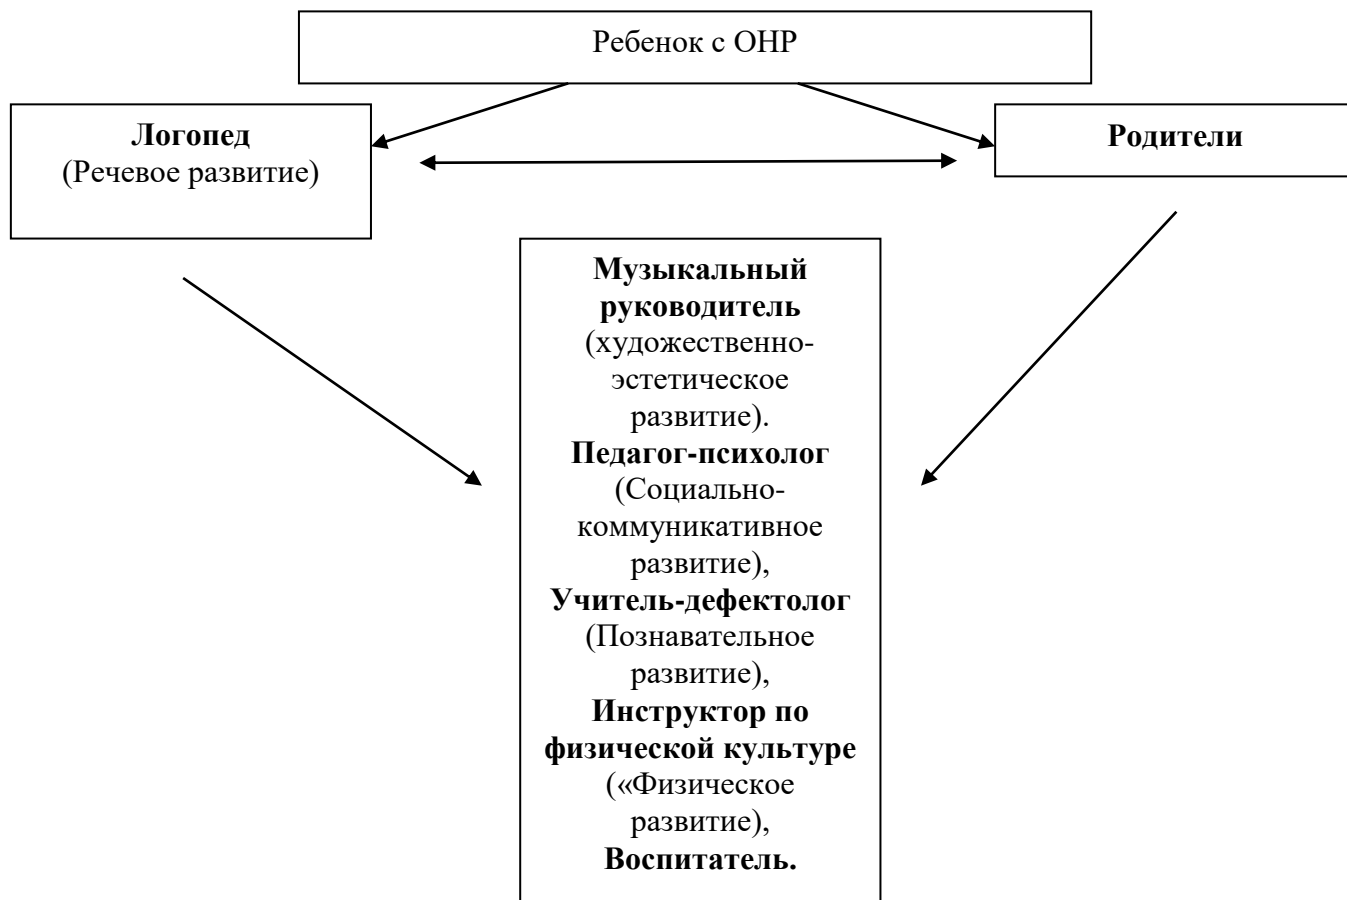 Ребенок с ОНР
Логопед
(Речевое развитие)
Родители
Музыкальный
руководитель
(художественно-
эстетическое
развитие).
Педагог-психолог
(Социально-
коммуникативное
развитие),
Учитель-дефектолог
(Познавательное
развитие),
Инструктор по
физической культуре
(«Физическое
развитие),
Воспитатель.